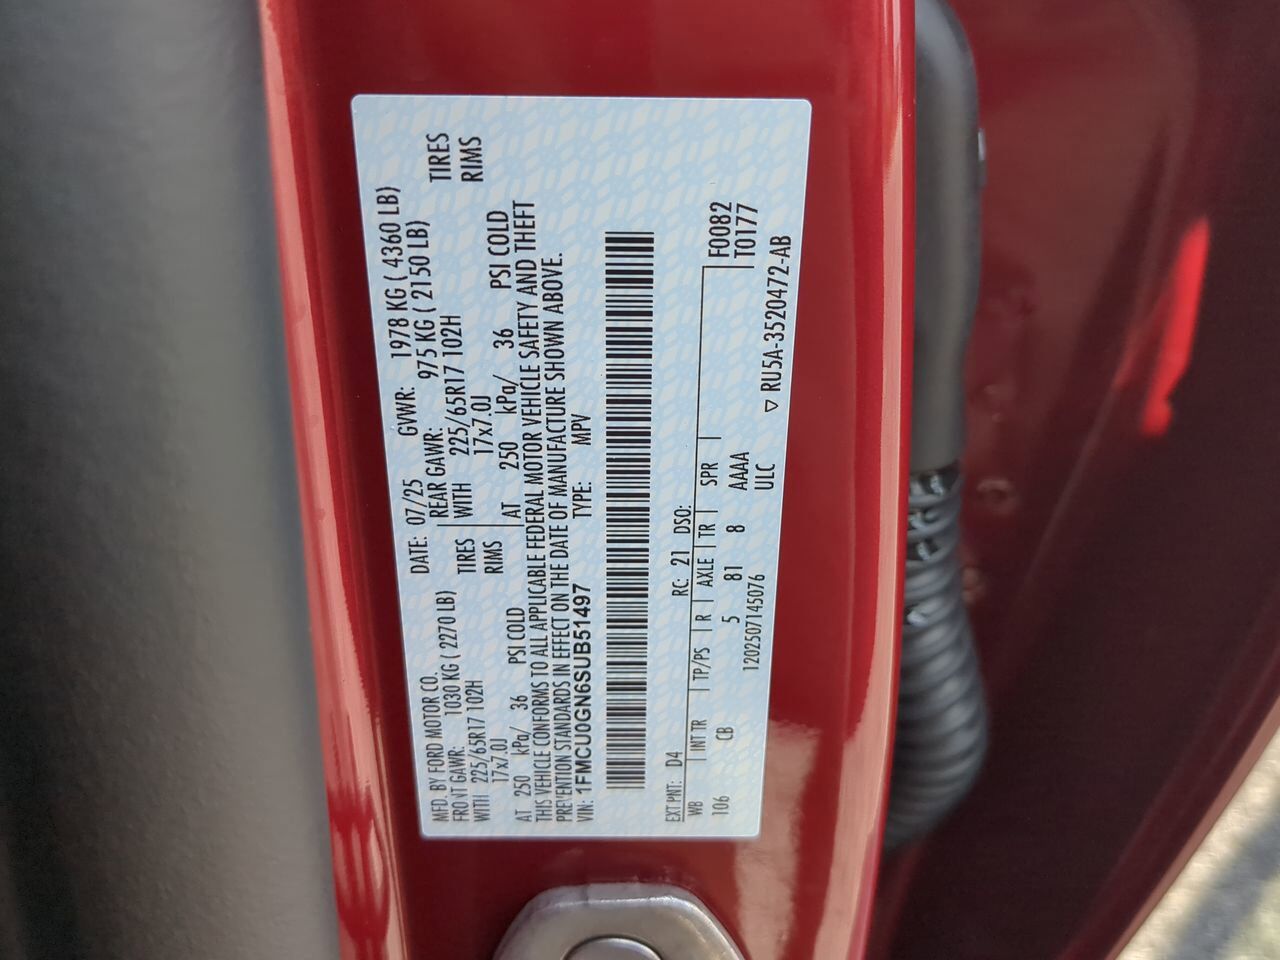 MFD. BY FORD MOTOR CO. DATE: 07/25 GVWR: 1978 KG ( 4360 LB)
FRONT GAWR: 1030 KG ( 2270 LB) REAR GAWR: 975 KG ( 2150 LB)
WITH 225/65R17 102H TIRES WITH 225/65R17 102H TIRES
17x7.0J RIMS 17x7.0J RIMS
AT 250 kPa/ 36 PSI COLD AT 250 kPa/ 36 PSI COLD
THIS VEHICLE CONFORMS TO ALL APPLICABLE FEDERAL MOTOR VEHICLE SAFETY AND THEFT
PREVENTION STANDARDS IN EFFECT ON THE DATE OF MANUFACTURE SHOWN ABOVE.
VIN: 1FMCU0GN6SUB51497 TYPE: MPV
EXT PNT: D4 RC: 21 DSO:
WB INT TR TP/PS R AXLE TR SPR F0082
106 CB 5 81 8 AAAA T0177
1202507145076 ULC
▽ RU5A-3520472-AB